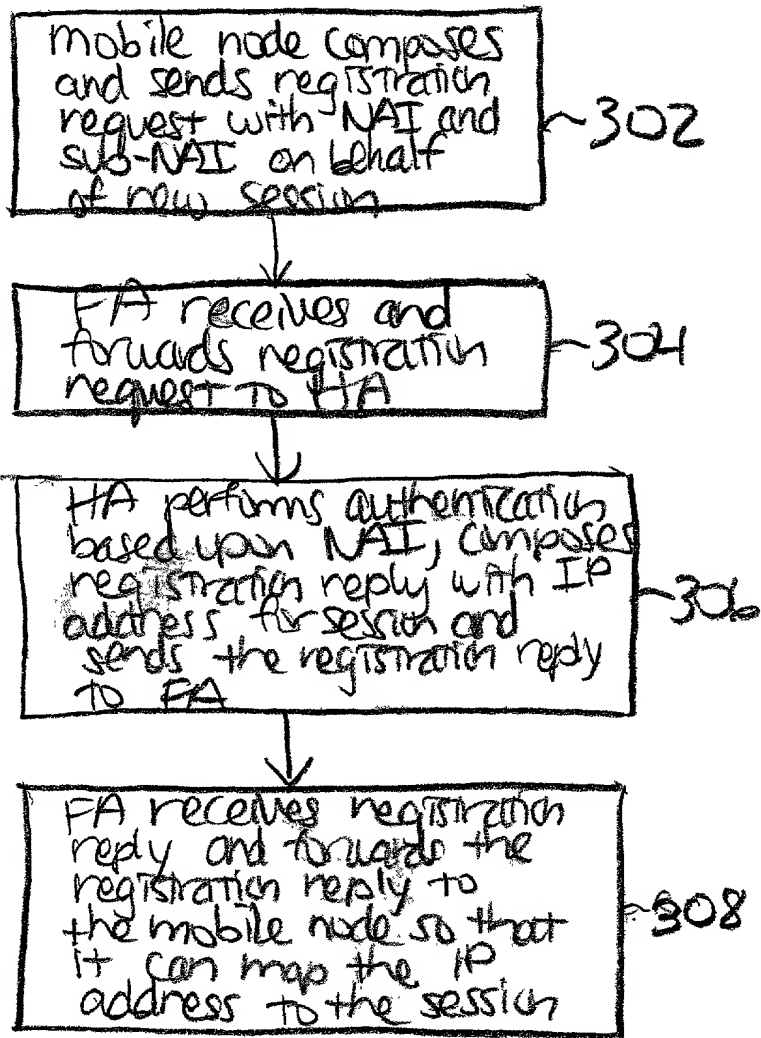 mobile node composes
and sends registration
request with NAI and
sub-NAI on behalf
of new session
302
FA receives and
forwards registration
request to HA
304
HA performs authentication
based upon NAI, composes
registration reply with IP
address for session and
sends the registration reply
to FA
306
FA receives registration
reply and forwards the
registration reply to
the mobile node so that
it can map the IP
address to the session
308